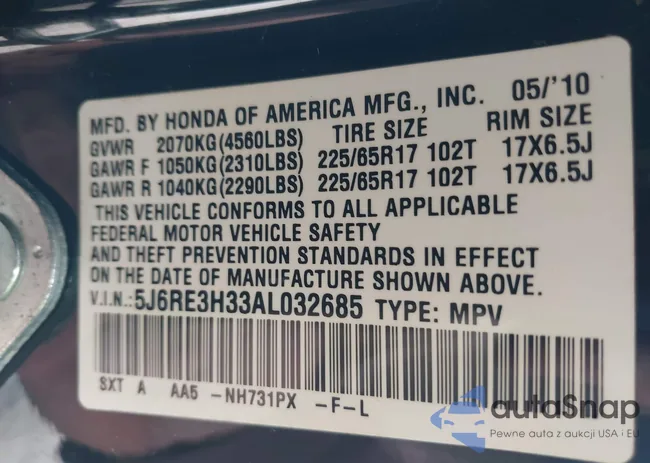 MFD. BY HONDA OF AMERICA MFG., INC. 05/'10
GVWR 2070KG(4560LBS) TIRE SIZE RIM SIZE
GAWR F 1050KG(2310LBS) 225/65R17 102T 17X6.5J
GAWR R 1040KG(2290LBS) 225/65R17 102T 17X6.5J
THIS VEHICLE CONFORMS TO ALL APPLICABLE
FEDERAL MOTOR VEHICLE SAFETY
AND THEFT PREVENTION STANDARDS IN EFFECT
ON THE DATE OF MANUFACTURE SHOWN ABOVE.
V.I.N.:5J6RE3H33AL032685 TYPE: MPV
SXT A AA5 -NH731PX -F-L
autaSnap
Pewne auta z aukcji USA i EU